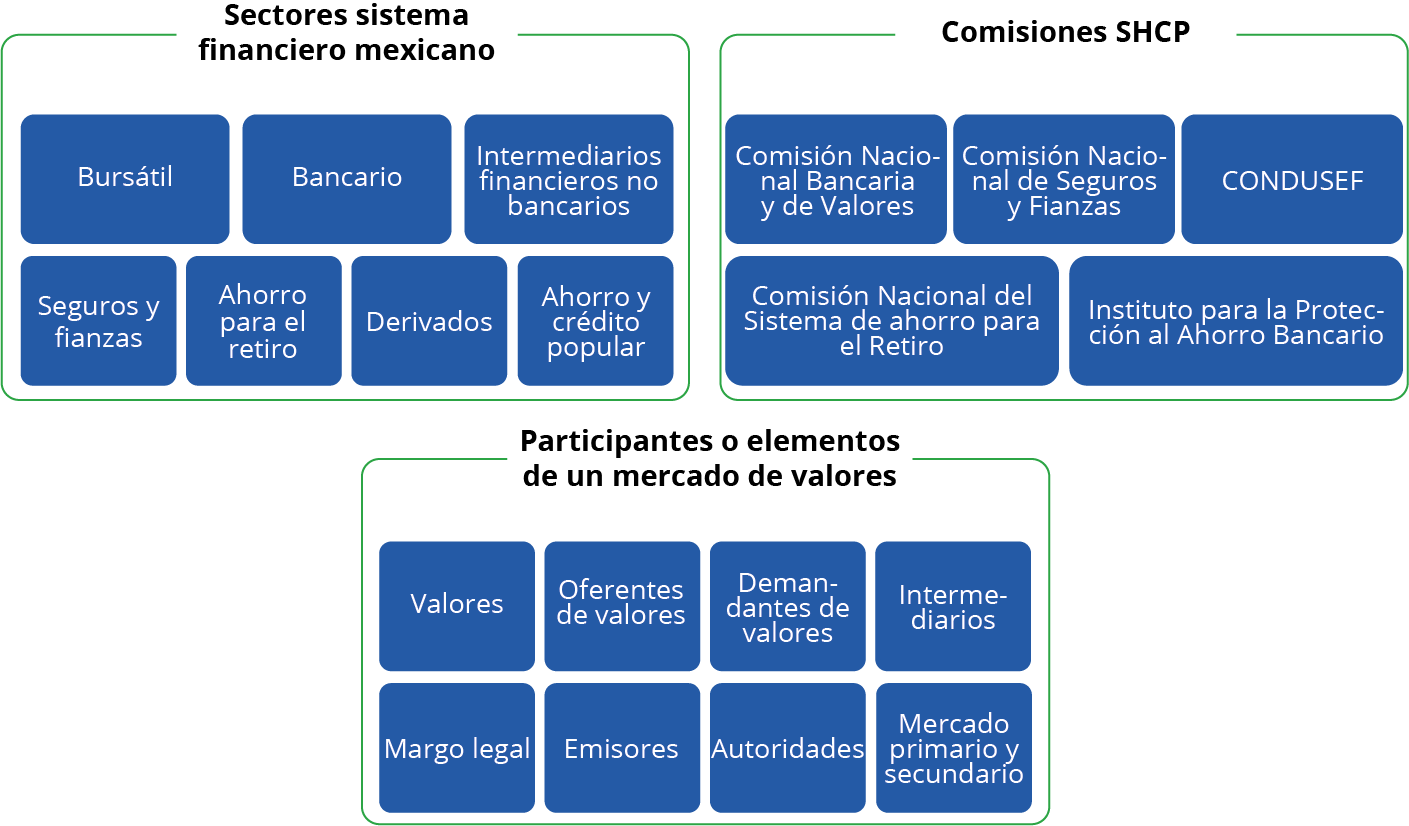 Sectores sistema
financiero mexicano
Bursátil
Bancario
Intermediarios
financieros no
bancarios
Seguros y
fianzas
Ahorro
para el
retiro
Derivados
Ahorro y
crédito
popular
Comisiones SHCP
Comisión Nacio-
nal Bancaria
y de Valores
Comisión Nacio-
nal de Seguros
y Fianzas
CONDUSEF
Comisión Nacional del
Sistema de ahorro para
el Retiro
Instituto para la Protec-
ción al Ahorro Bancario
Participantes o elementos
de un mercado de valores
Valores
Oferentes
de valores
Deman-
dantes de
valores
Interme-
diarios
Margo legal
Emisores
Autoridades
Mercado
primario y
secundario